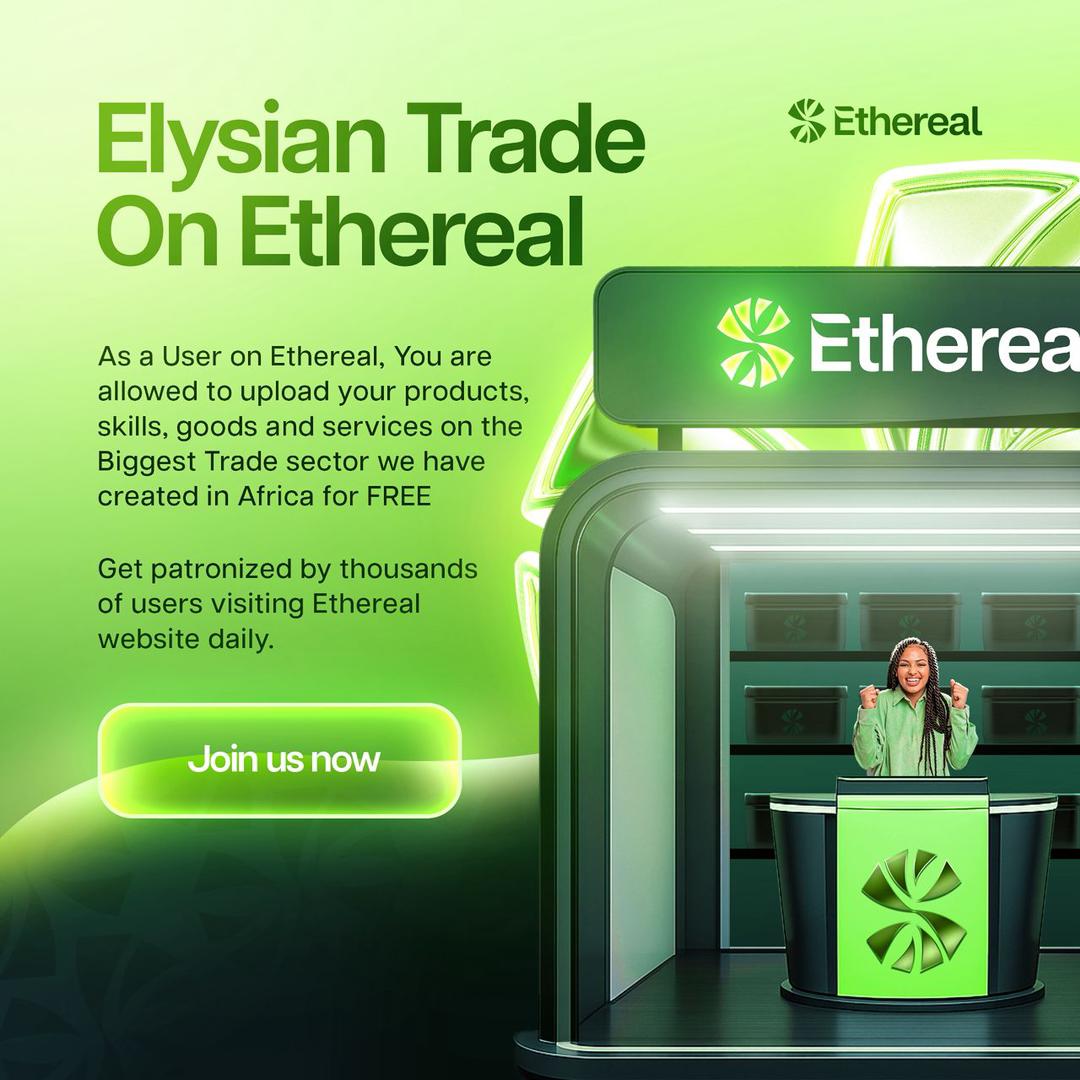 Elysian Trade
On Ethereal
Ethereal
Etherea
As a User on Ethereal, You are
allowed to upload your products,
skills, goods and services on the
Biggest Trade sector we have
created in Africa for FREE
Get patronized by thousands
of users visiting Ethereal
website daily.
Join us now